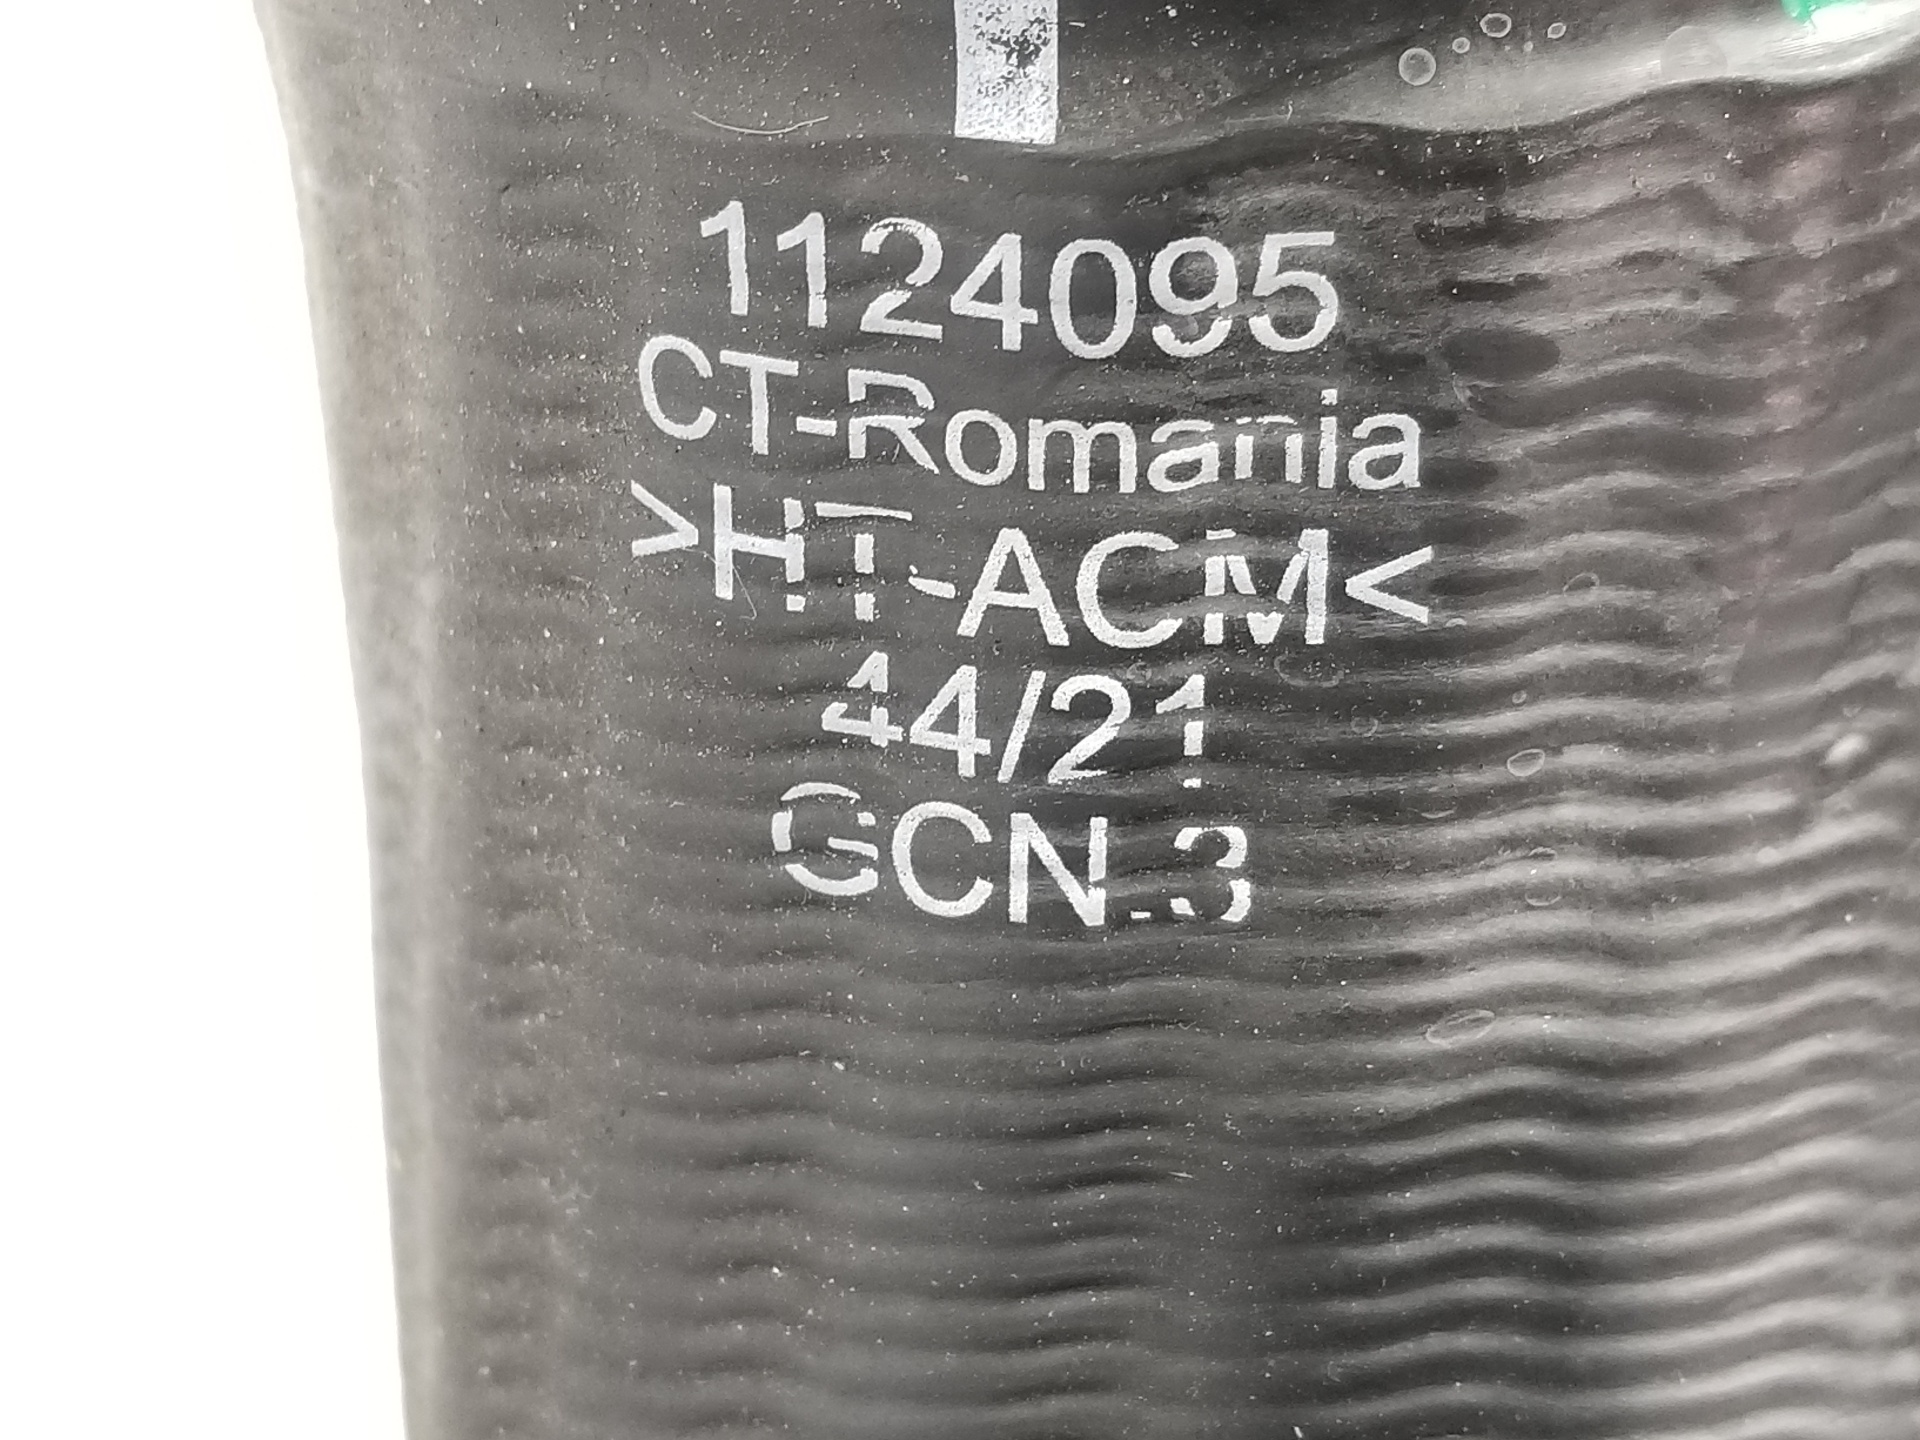 1124095
CT-Romania
>HT-ACM<
44/21
GCN.3